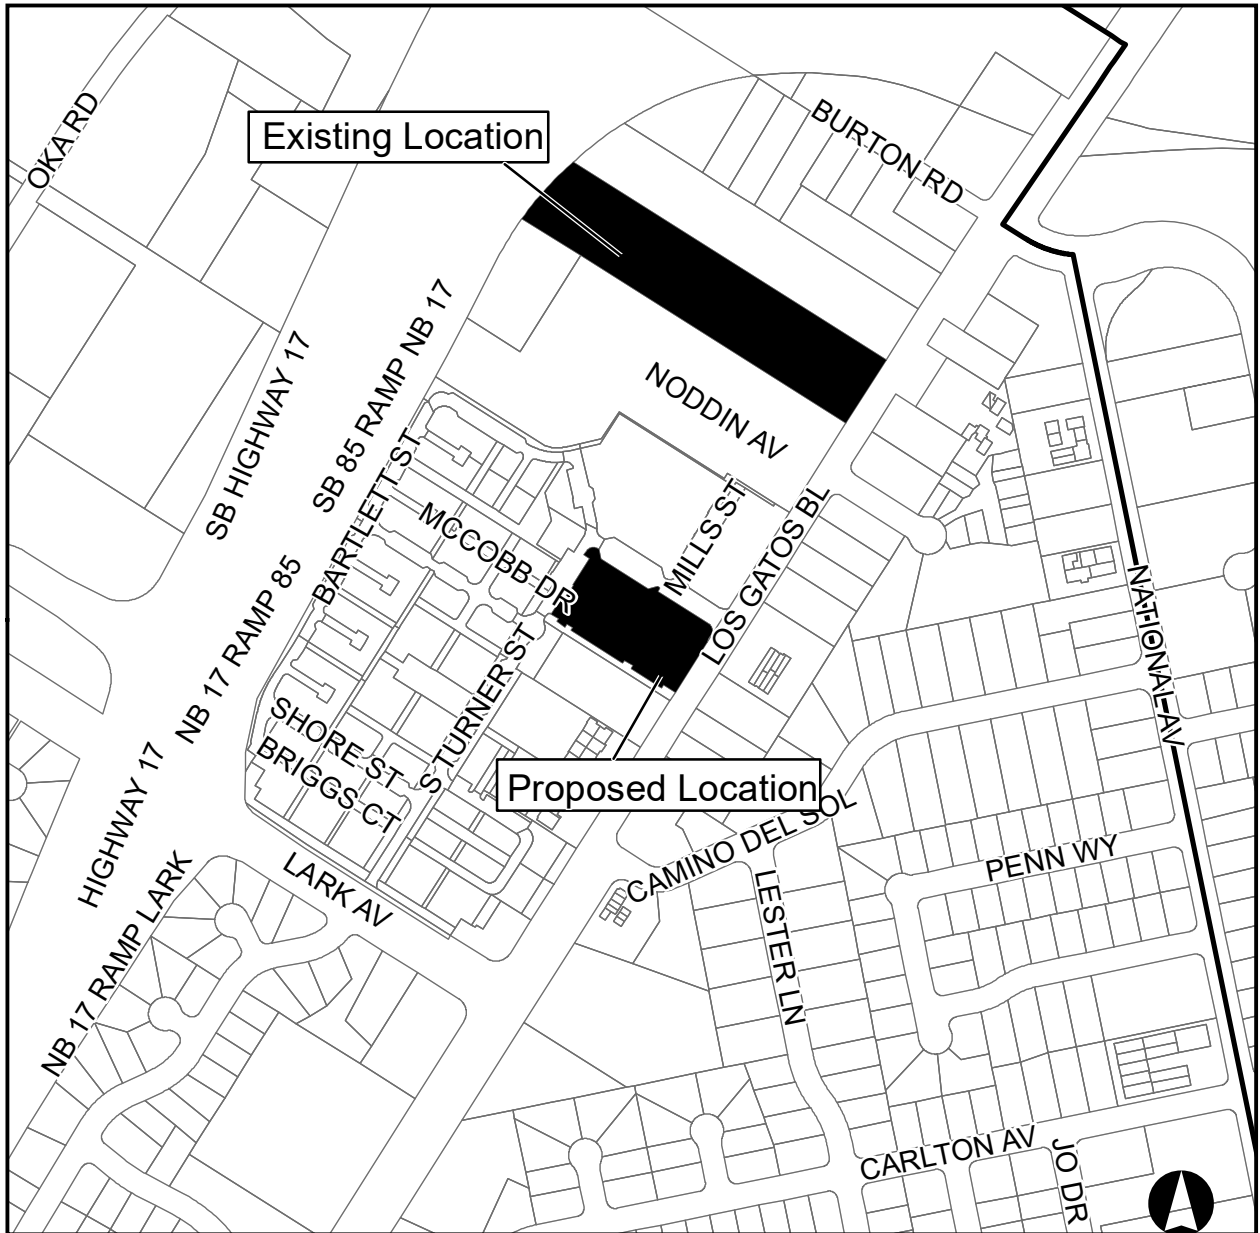 OKA RD
Existing Location
BURTON RD
SB HIGHWAY 17
SB 85 RAMP NB 17
NODDIN AV
BARTLETT ST
MCCOBB DR
MILLS ST
LOS GATOS BL
NATIONAL AV
NB 17 RAMP 85
S TURNER ST
SHORE ST
BRIGGS CT
HIGHWAY 17
Proposed Location
CAMINO DEL SOL
PENN WY
LARK AV
LESTER LN
NB 17 RAMP LARK
CARLTON AV
JO DR